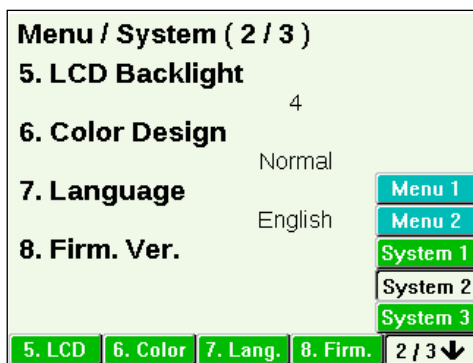 Menu / System ( 2 / 3 )
5. LCD Backlight
4
6. Color Design
Normal
7. Language
English
8. Firm. Ver.
Menu 1
Menu 2
System 1
System 2
System 3
5. LCD 6. Color 7. Lang. 8. Firm. 2 / 3 ↓